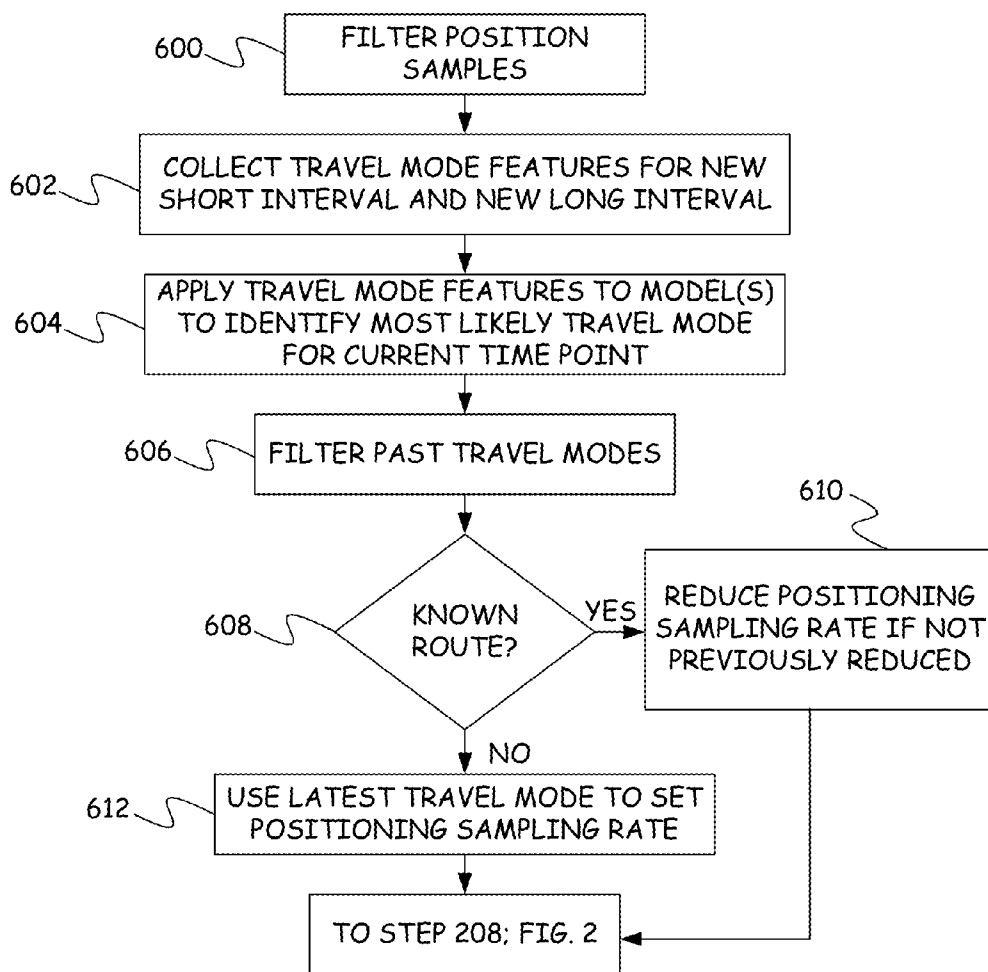 600
FILTER POSITION
SAMPLES
602
COLLECT TRAVEL MODE FEATURES FOR NEW
SHORT INTERVAL AND NEW LONG INTERVAL
604
APPLY TRAVEL MODE FEATURES TO MODEL(S)
TO IDENTIFY MOST LIKELY TRAVEL MODE
FOR CURRENT TIME POINT
606
FILTER PAST TRAVEL MODES
608
KNOWN
ROUTE?
YES
610
REDUCE POSITIONING
SAMPLING RATE IF NOT
PREVIOUSLY REDUCED
NO
612
USE LATEST TRAVEL MODE TO SET
POSITIONING SAMPLING RATE
TO STEP 208; FIG. 2